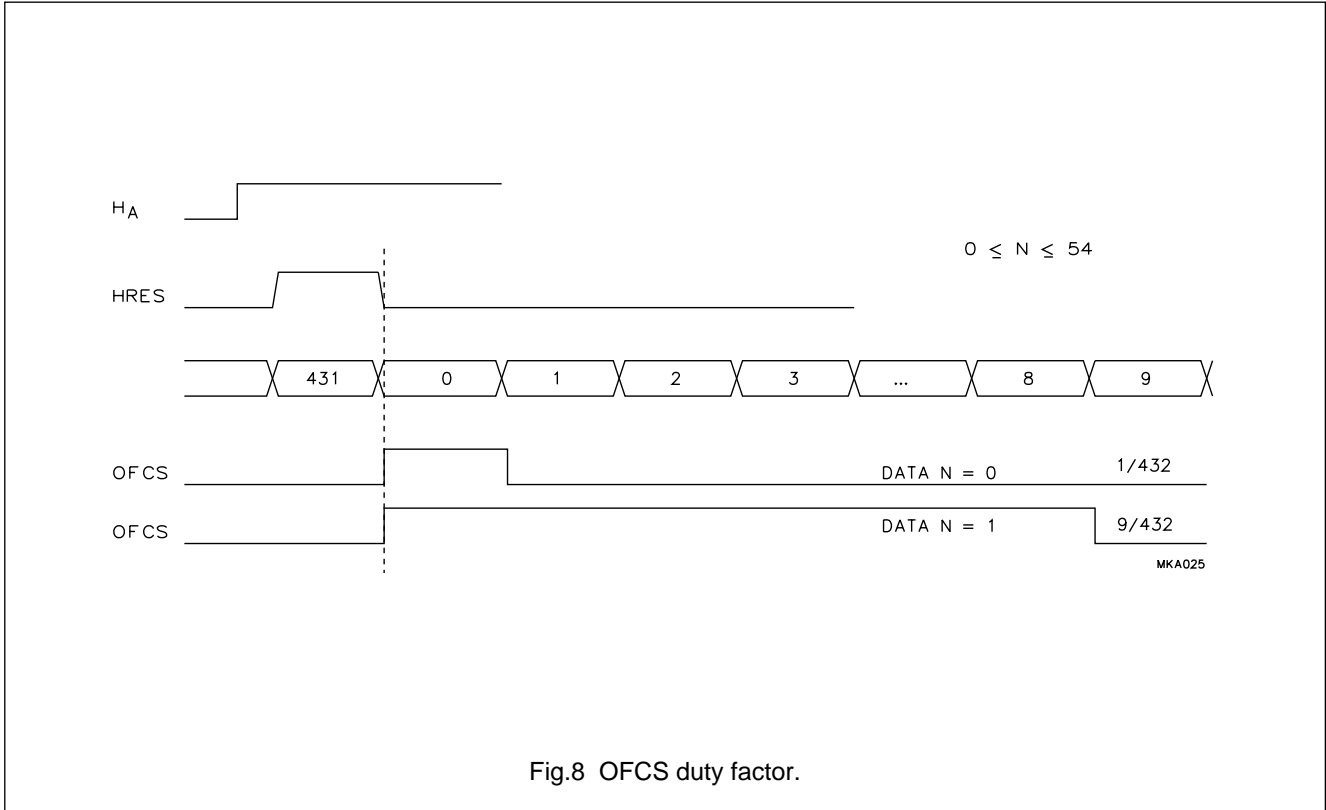 HA
0 ≤ N ≤ 54
HRES
431 0 1 2 3 ... 8 9
OFCS DATA N = 0 1/432
OFCS DATA N = 1 9/432
MKA025
Fig.8 OFCS duty factor.